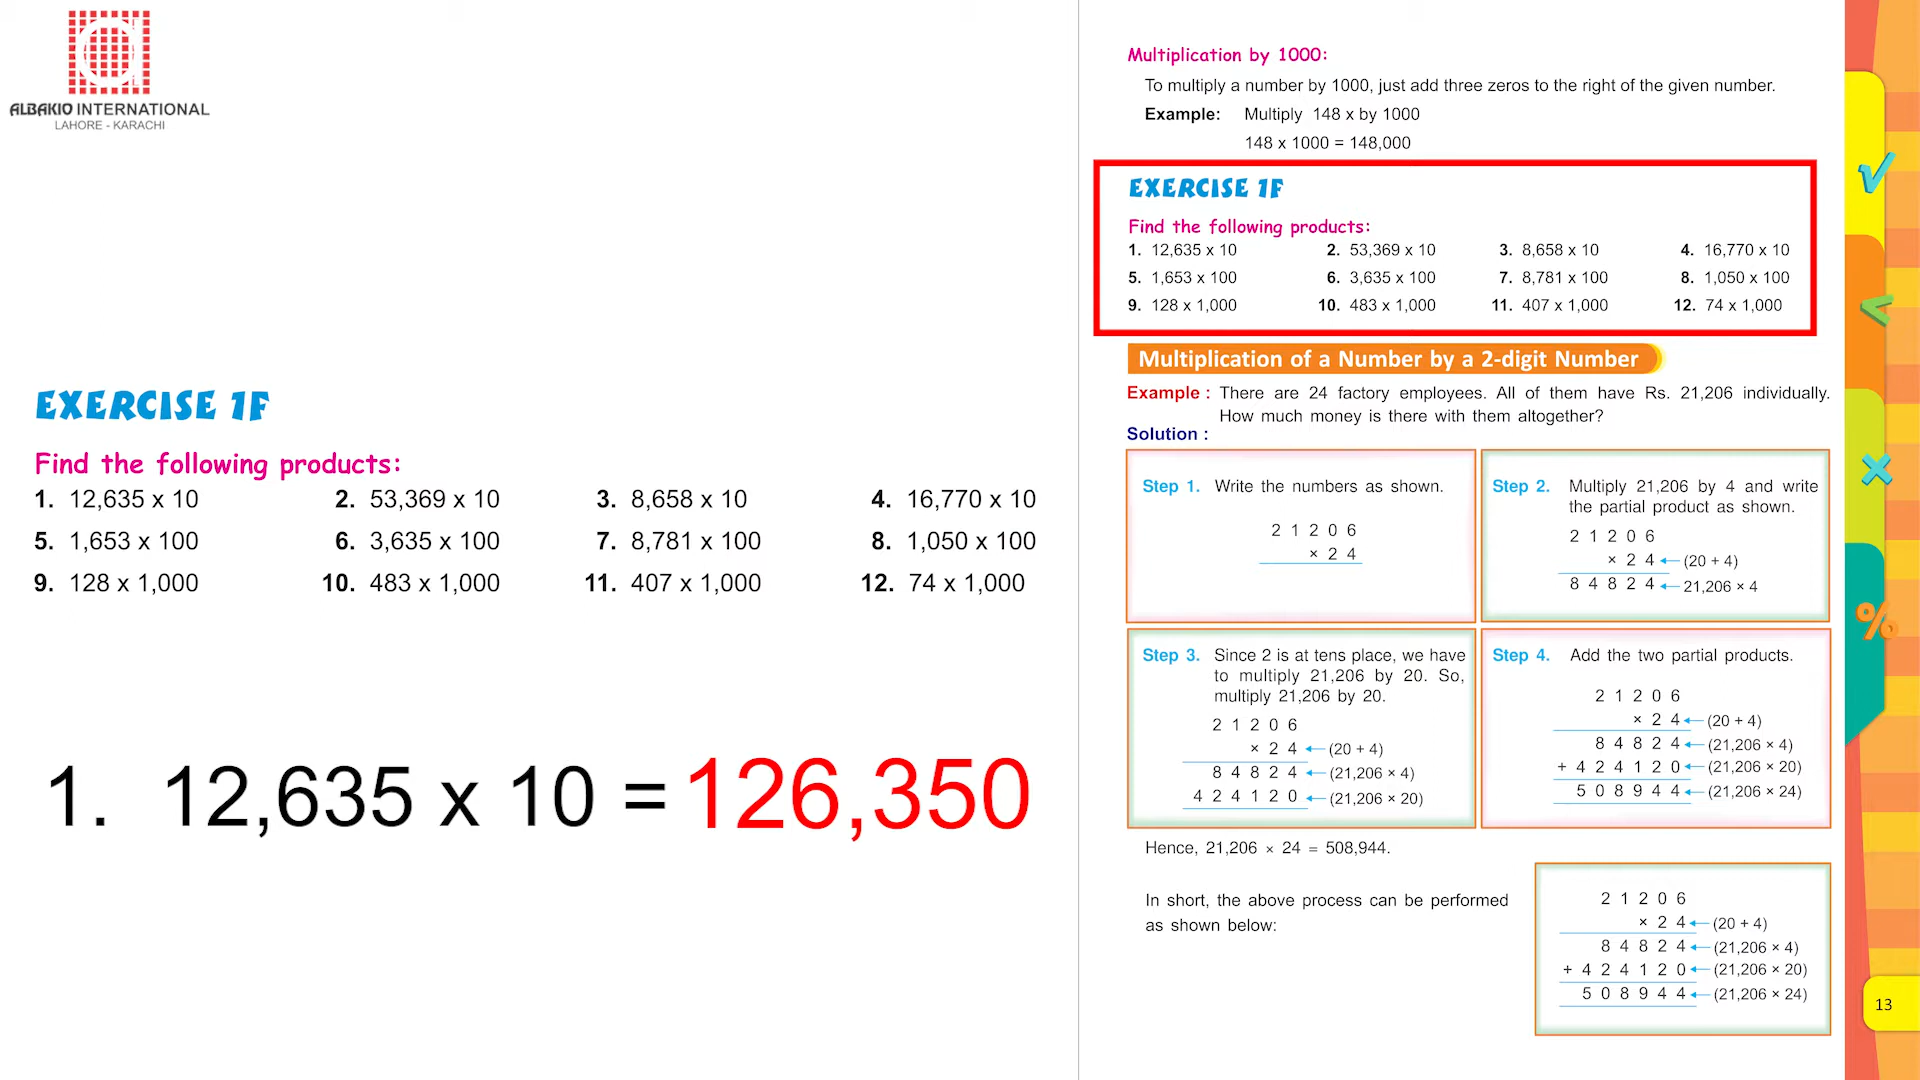 ALBAKIO INTERNATIONAL
LAHORE - KARACHI
EXERCISE 1F
Find the following products:
1. 12,635 x 10 2. 53,369 x 10 3. 8,658 x 10 4. 16,770 x 10
5. 1,653 x 100 6. 3,635 x 100 7. 8,781 x 100 8. 1,050 x 100
9. 128 x 1,000 10. 483 x 1,000 11. 407 x 1,000 12. 74 x 1,000
1. 12,635 x 10 = 126,350
Multiplication by 1000:
To multiply a number by 1000, just add three zeros to the right of the given number.
Example: Multiply 148 x by 1000
148 x 1000 = 148,000
EXERCISE 1F
Find the following products:
1. 12,635 x 10 2. 53,369 x 10 3. 8,658 x 10 4. 16,770 x 10
5. 1,653 x 100 6. 3,635 x 100 7. 8,781 x 100 8. 1,050 x 100
9. 128 x 1,000 10. 483 x 1,000 11. 407 x 1,000 12. 74 x 1,000
Multiplication of a Number by a 2-digit Number
Example : There are 24 factory employees. All of them have Rs. 21,206 individually.
How much money is there with them altogether?
Solution :
Step 1. Write the numbers as shown.
2 1 2 0 6
× 2 4
Step 2. Multiply 21,206 by 4 and write
the partial product as shown.
2 1 2 0 6
× 2 4 ← (20 + 4)
8 4 8 2 4 ← 21,206 × 4
Step 3. Since 2 is at tens place, we have
to multiply 21,206 by 20. So,
multiply 21,206 by 20.
2 1 2 0 6
× 2 4 ← (20 + 4)
8 4 8 2 4 ← (21,206 × 4)
4 2 4 1 2 0 ← (21,206 × 20)
Step 4. Add the two partial products.
2 1 2 0 6
× 2 4 ← (20 + 4)
8 4 8 2 4 ← (21,206 × 4)
+ 4 2 4 1 2 0 ← (21,206 × 20)
5 0 8 9 4 4 ← (21,206 × 24)
Hence, 21,206 × 24 = 508,944.
In short, the above process can be performed
as shown below:
2 1 2 0 6
× 2 4 ← (20 + 4)
8 4 8 2 4 ← (21,206 × 4)
+ 4 2 4 1 2 0 ← (21,206 × 20)
5 0 8 9 4 4 ← (21,206 × 24)
√
<
×
%
13